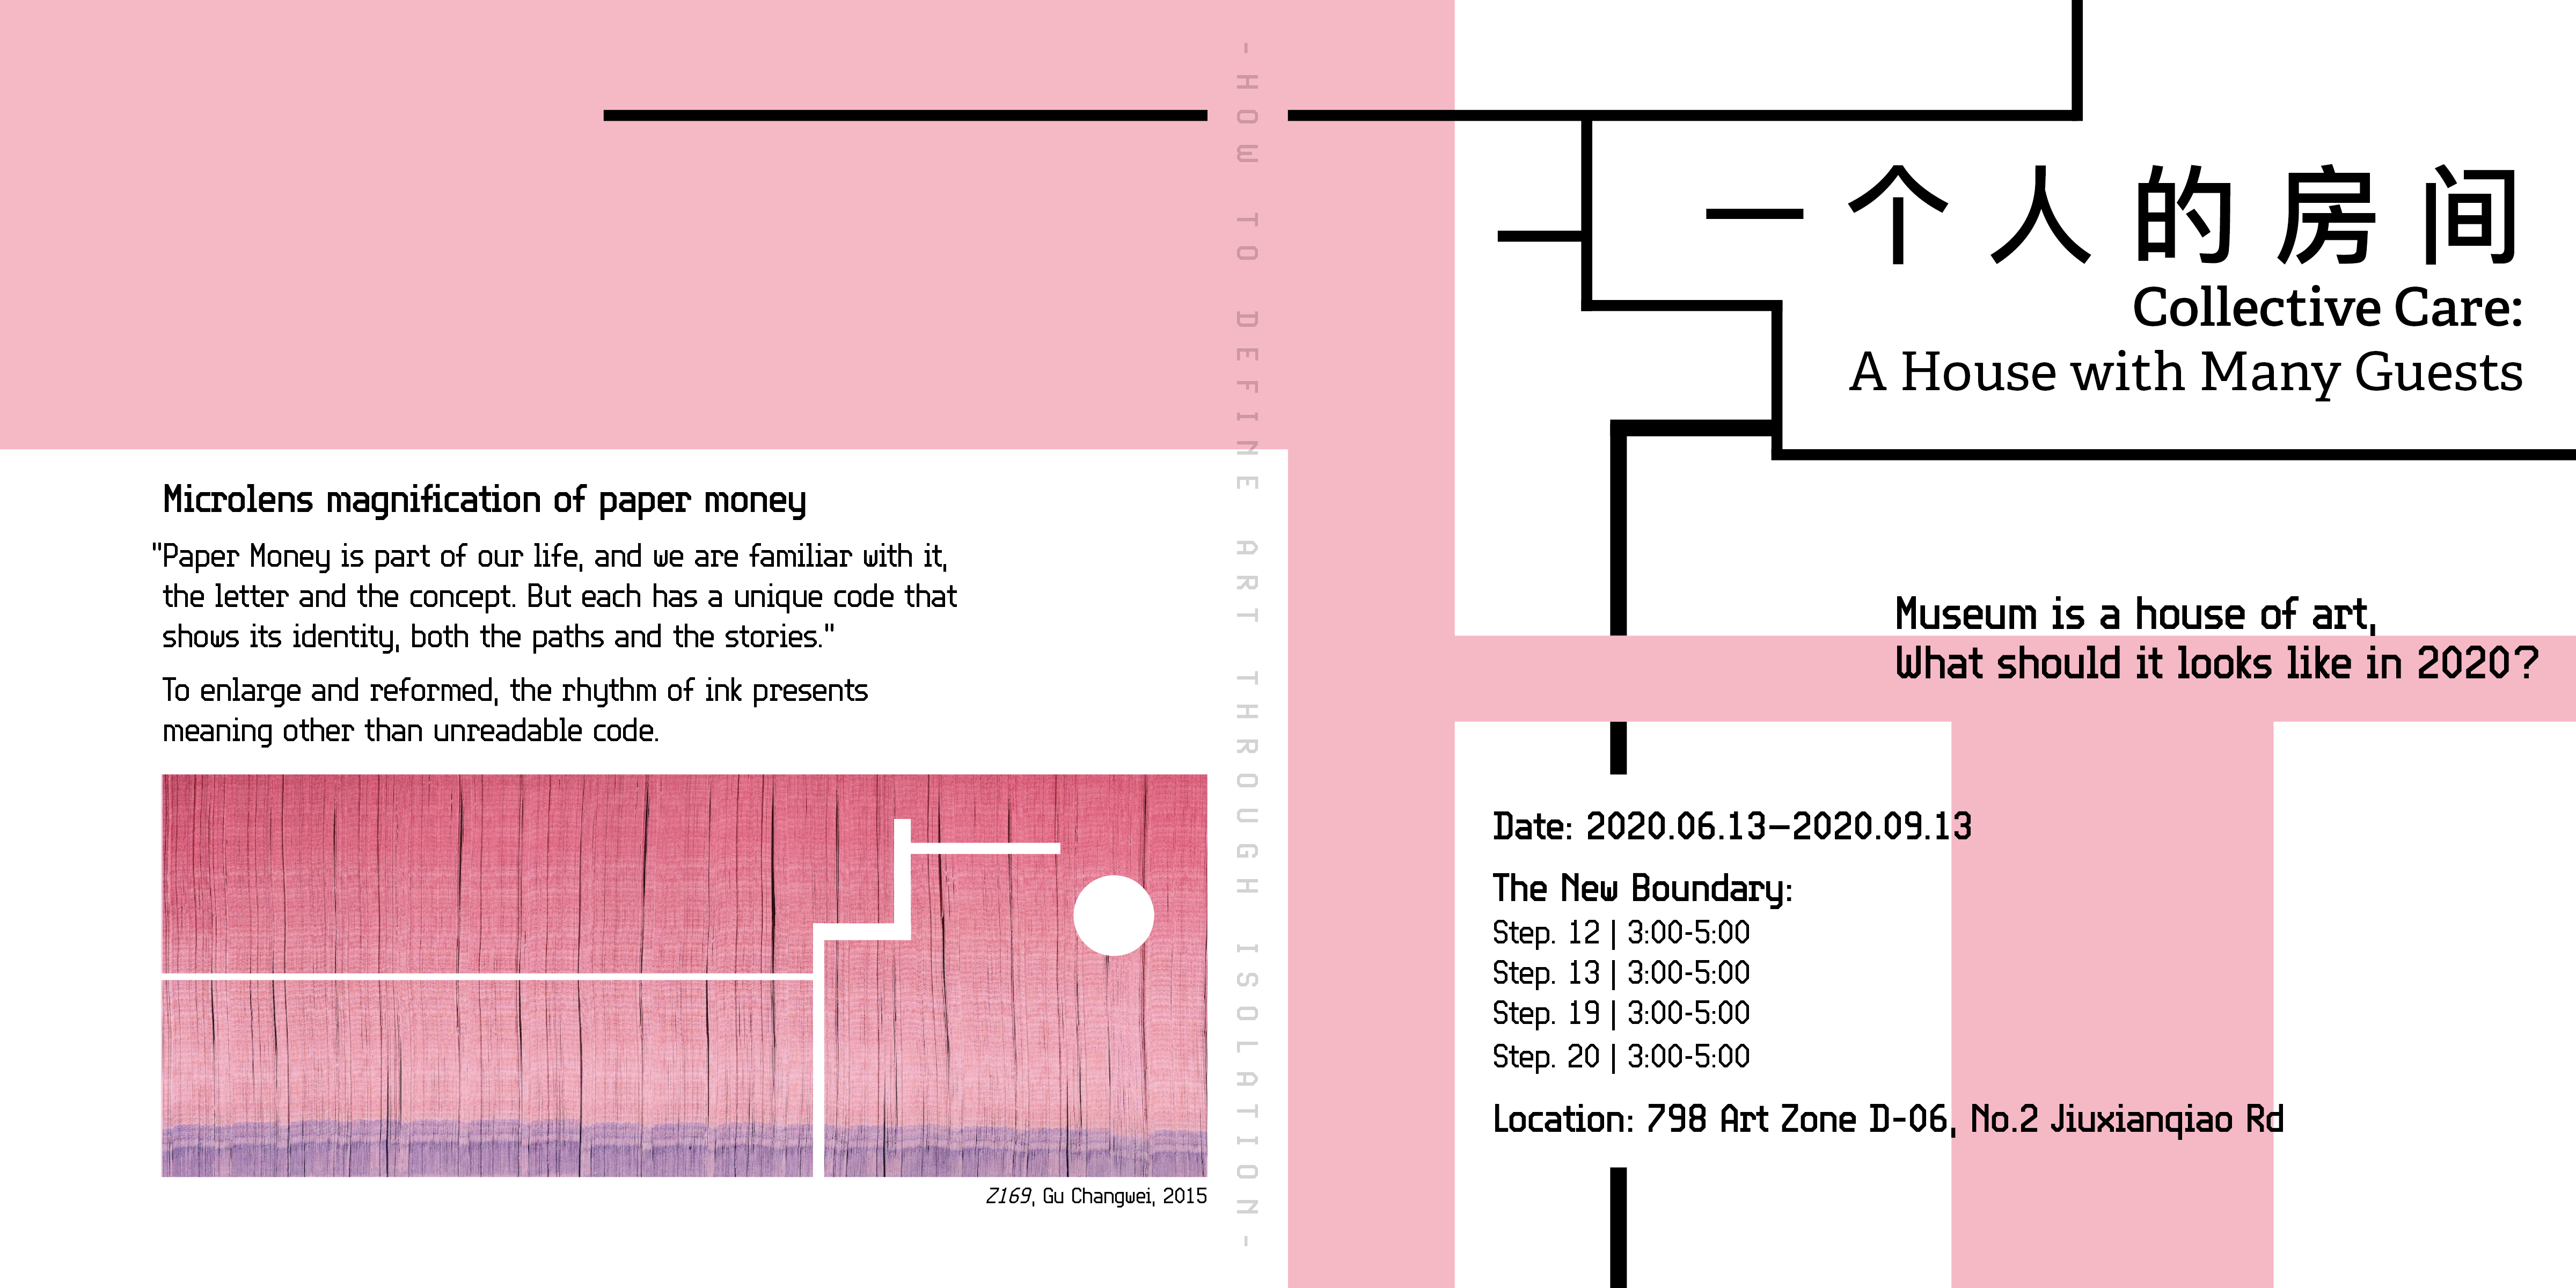 Microlens magnification of paper money
"Paper Money is part of our life, and we are familiar with it,
the letter and the concept. But each has a unique code that
shows its identity, both the paths and the stories."
To enlarge and reformed, the rhythm of ink presents
meaning other than unreadable code.
Z169, Gu Changwei, 2015
-HOW TO DEFINE ART THROUGH ISOLATION-
一个人的房间
Collective Care:
A House with Many Guests
Museum is a house of art,
What should it looks like in 2020?
Date: 2020.06.13–2020.09.13
The New Boundary:
Step. 12 | 3:00-5:00
Step. 13 | 3:00-5:00
Step. 19 | 3:00-5:00
Step. 20 | 3:00-5:00
Location: 798 Art Zone D-06, No.2 Jiuxianqiao Rd